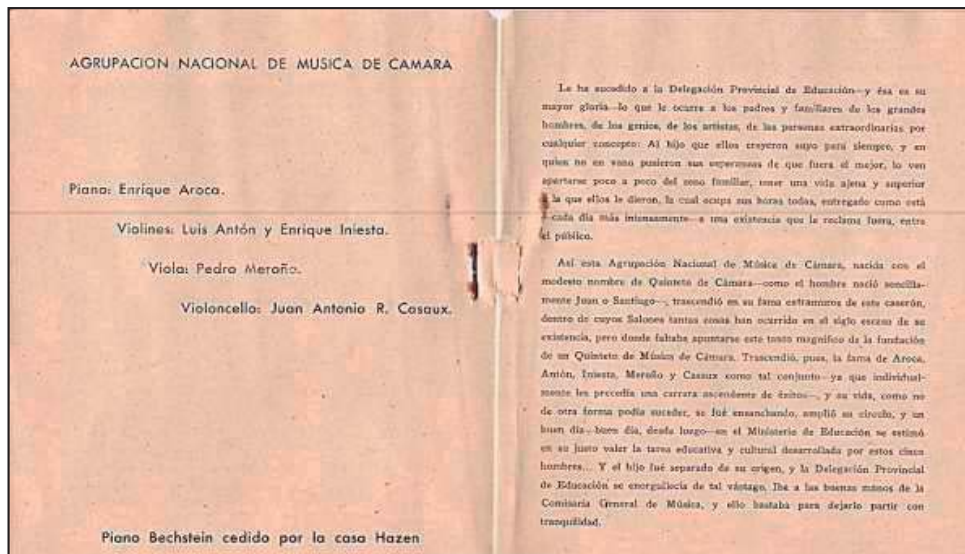 AGRUPACION NACIONAL DE MUSICA DE CAMARA
Piano: Enrique Aroca.
Violines: Luis Antón y Enrique Iniesta.
Viola: Pedro Meroño.
Violoncello: Juan Antonio R. Casaux.
Piano Bechstein cedido por la casa Hazen
Le ha sucedido a la Delegación Provincial de Educación—y ésa es su
mayor gloria—lo que le ocurre a los padres y familiares de los grandes
hombres, de los genios, de los artistas, de las personas extraordinarias por
cualquier concepto: Al hijo que ellos creyeron suyo para siempre, y en
quien no en vano pusieron sus esperanzas de que fuera el mejor, lo ven
apartarse poco a poco del seno familiar, tener una vida ajena y superior
a la que ellos le dieron, la cual ocupa sus horas todas, entregado como está
—cada día más intensamente—a una existencia que le reclama fuera, entre
el público.
Así esta Agrupación Nacional de Música de Cámara, nacida con el
modesto nombre de Quinteto de Cámara—como el hombre nació sencilla-
mente Juan o Santiago—, trascendió en su fama extramuros de este caserón,
dentro de cuyos Salones tantas cosas han ocurrido en el siglo escaso de su
existencia, pero donde faltaba apuntarse este tanto magnífico de la fundación
de un Quinteto de Música de Cámara. Trascendió, pues, la fama de Aroca,
Antón, Iniesta, Meroño y Casaux como tal conjunto—ya que individual-
mente les precedía una carrera ascendente de éxitos—, y su vida, como no
de otra forma podía suceder, se fué ensanchando, amplió su círculo, y un
buen día—buen día, desde luego—en el Ministerio de Educación se estimó
en su justo valer la tarea educativa y cultural desarrollada por estos cinco
hombres... Y el hijo fué separado de su origen, y la Delegación Provincial
de Educación se enorgullecía de tal vástago. Iba a las buenas manos de la
Comisaría General de Música, y ello bastaba para dejarlo partir con
tranquilidad.